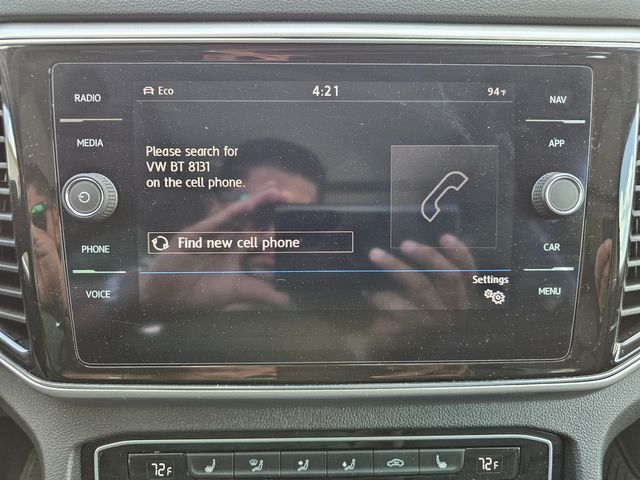 Eco 4:21 94°F
RADIO
MEDIA
PHONE
VOICE
Please search for
VW BT 8131
on the cell phone.
Find new cell phone
Settings
NAV
APP
CAR
MENU
72°F 72°F